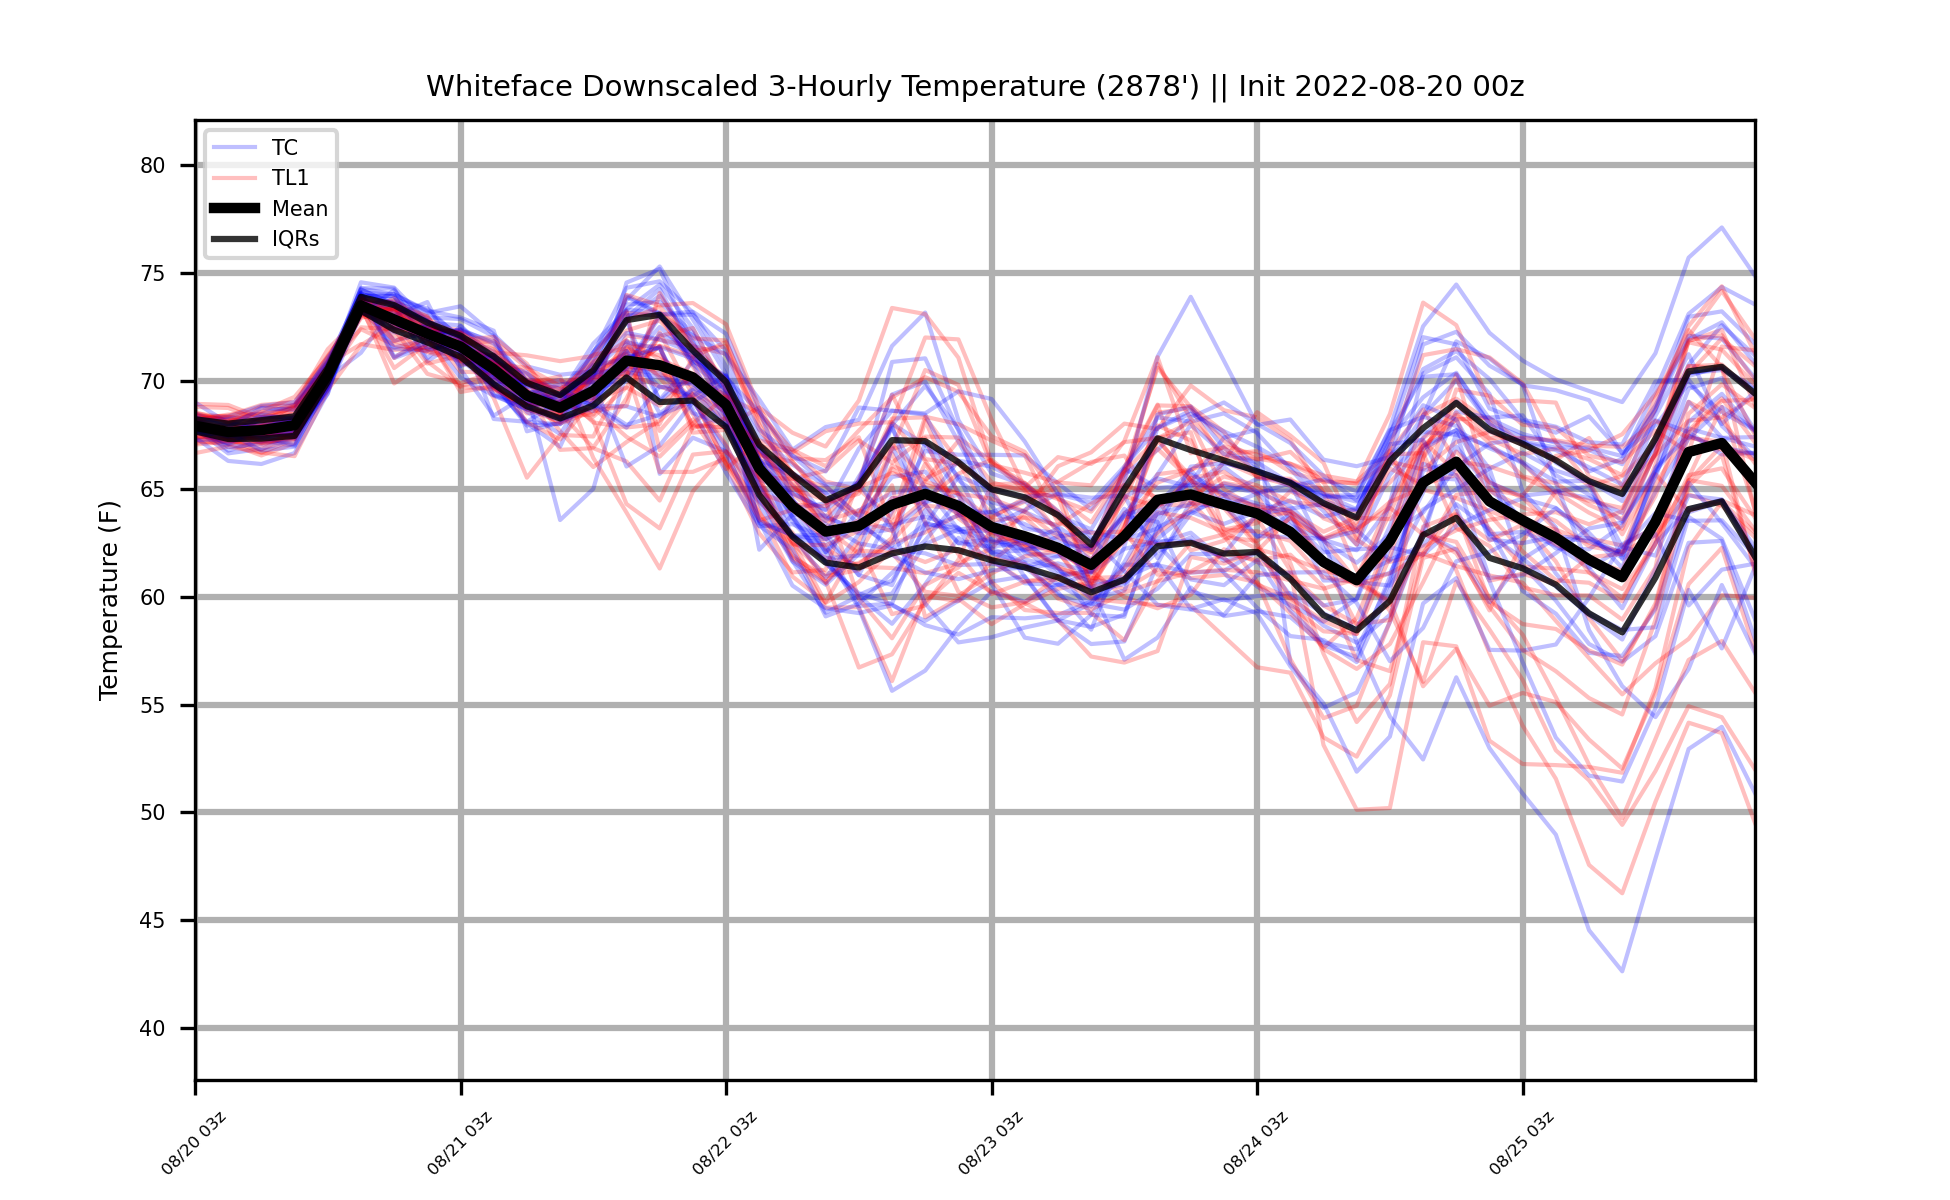 Whiteface Downscaled 3-Hourly Temperature (2878') || Init 2022-08-20 00z
TC
TL1
Mean
IQRs
Temperature (F)
80
75
70
65
60
55
50
45
40
08/20 03z
08/21 03z
08/22 03z
08/23 03z
08/24 03z
08/25 03z